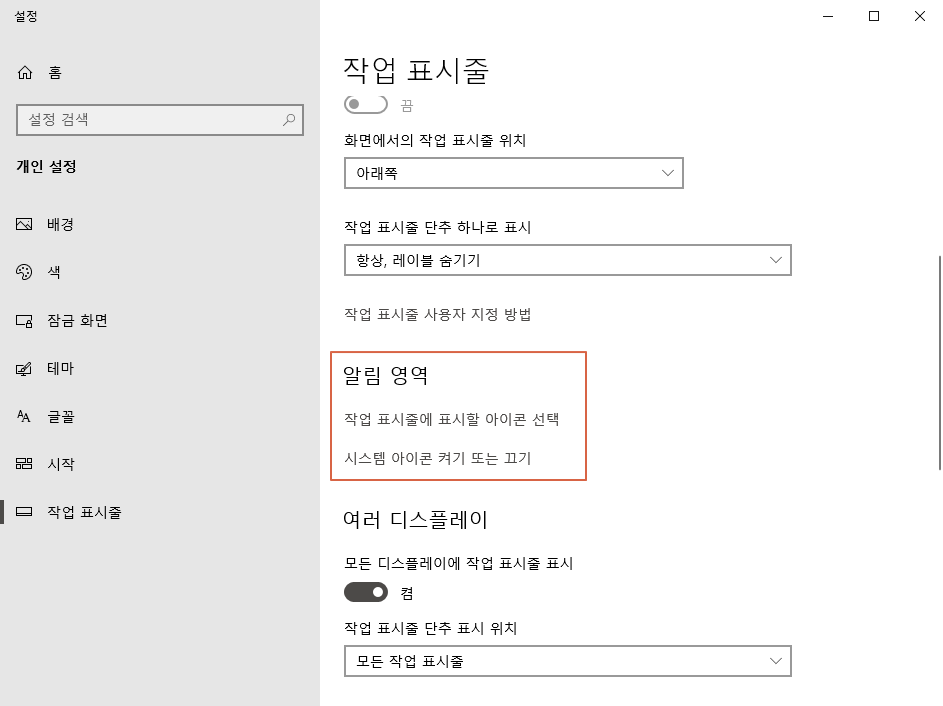 설정
홈
설정 검색
개인 설정
배경
색
잠금 화면
테마
글꼴
시작
작업 표시줄
작업 표시줄
끔
화면에서의 작업 표시줄 위치
아래쪽
작업 표시줄 단추 하나로 표시
항상, 레이블 숨기기
작업 표시줄 사용자 지정 방법
알림 영역
작업 표시줄에 표시할 아이콘 선택
시스템 아이콘 켜기 또는 끄기
여러 디스플레이
모든 디스플레이에 작업 표시줄 표시
켬
작업 표시줄 단추 표시 위치
모든 작업 표시줄